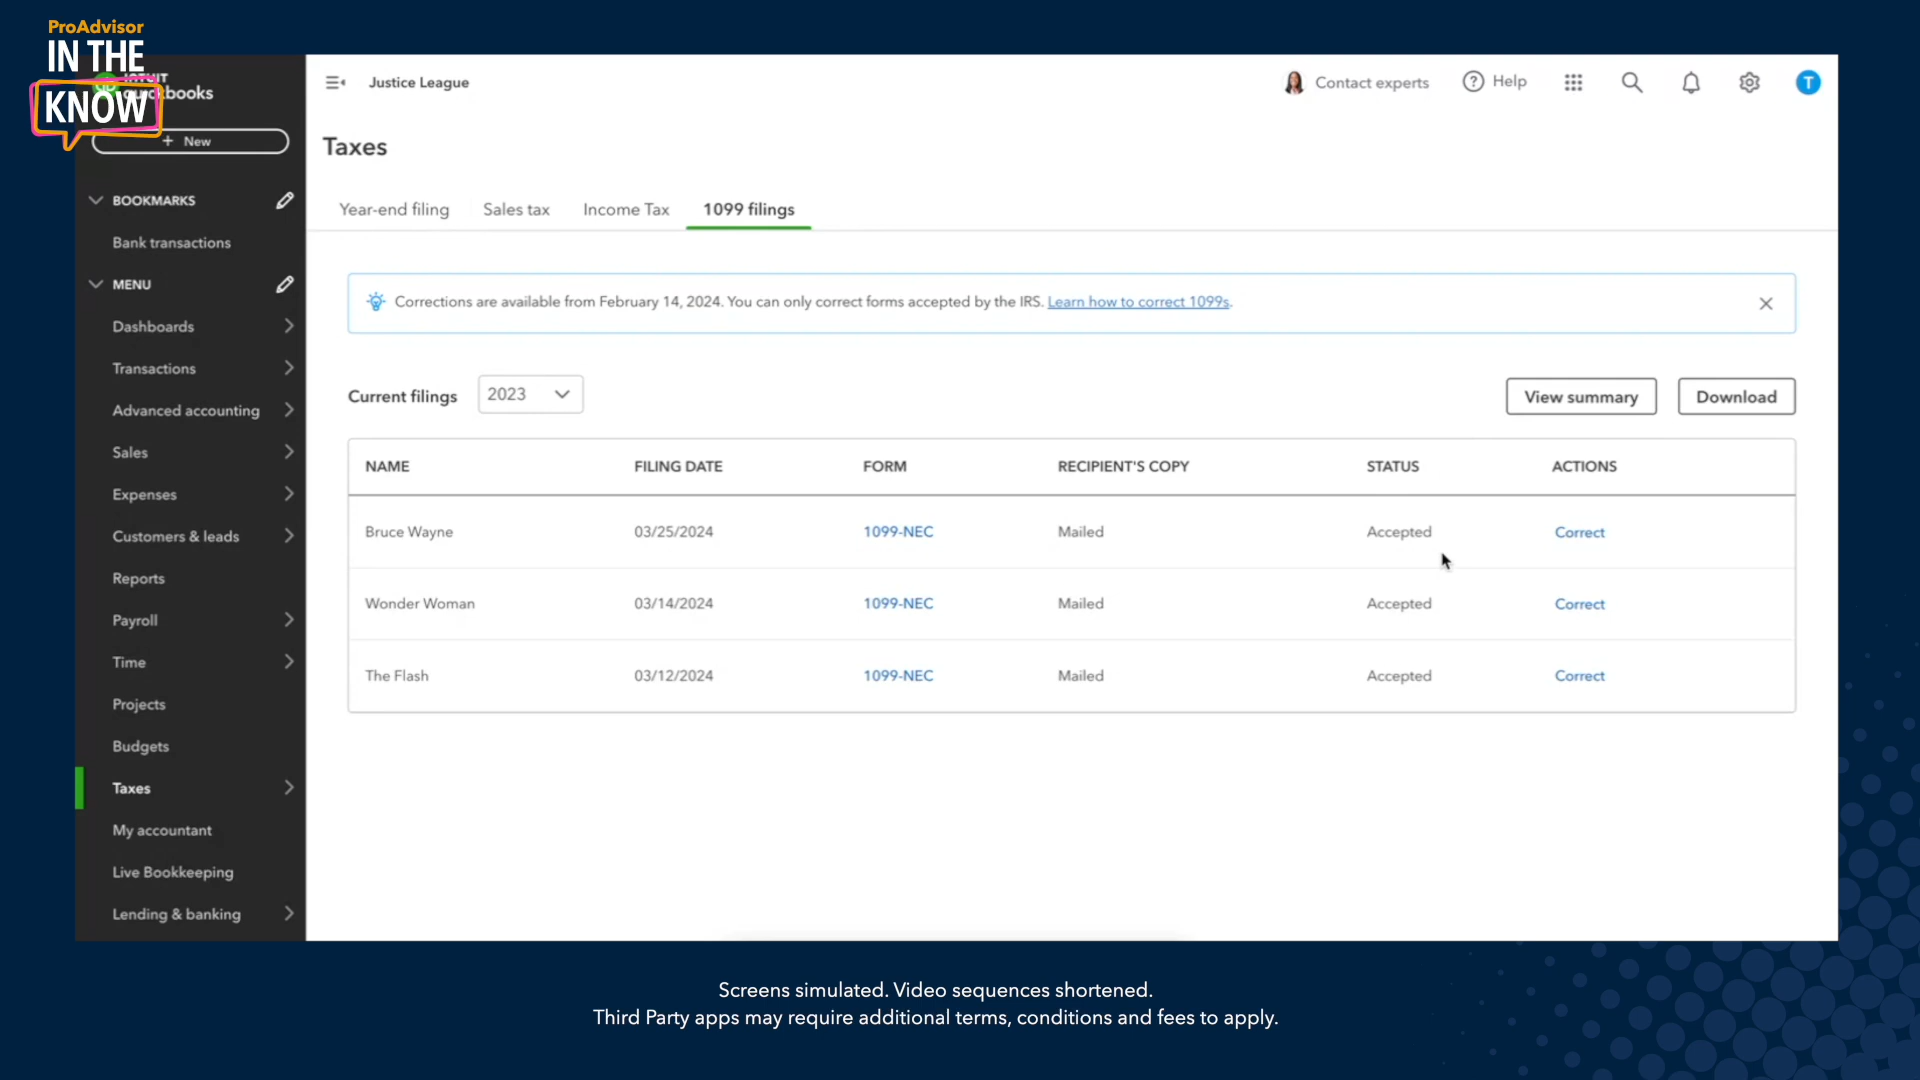 ProAdvisor
IN THE
KNOW
quickbooks
+ New
BOOKMARKS
Bank transactions
MENU
Dashboards
Transactions
Advanced accounting
Sales
Expenses
Customers & leads
Reports
Payroll
Time
Projects
Budgets
Taxes
My accountant
Live Bookkeeping
Lending & banking
Justice League
Contact experts
? Help
T
Taxes
Year-end filing Sales tax Income Tax 1099 filings
Corrections are available from February 14, 2024. You can only correct forms accepted by the IRS. Learn how to correct 1099s.
Current filings 2023 View summary Download
NAME FILING DATE FORM RECIPIENT'S COPY STATUS ACTIONS
Bruce Wayne 03/25/2024 1099-NEC Mailed Accepted Correct
Wonder Woman 03/14/2024 1099-NEC Mailed Accepted Correct
The Flash 03/12/2024 1099-NEC Mailed Accepted Correct
Screens simulated. Video sequences shortened.
Third Party apps may require additional terms, conditions and fees to apply.